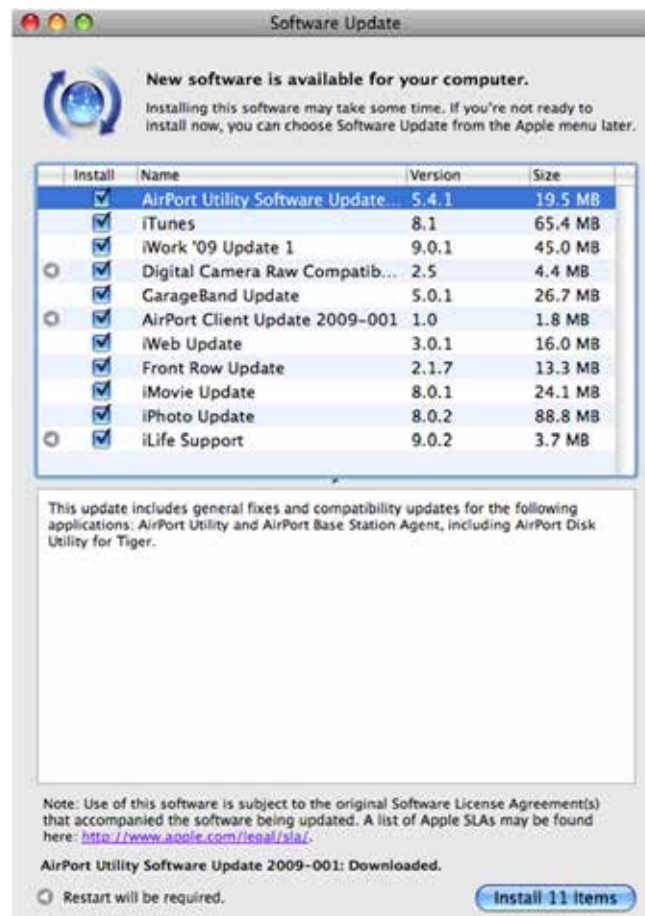 Software Update
New software is available for your computer.
Installing this software may take some time. If you're not ready to
install now, you can choose Software Update from the Apple menu later.
Install Name Version Size
AirPort Utility Software Update... 5.4.1 19.5 MB
iTunes 8.1 65.4 MB
iWork '09 Update 1 9.0.1 45.0 MB
Digital Camera Raw Compatib... 2.5 4.4 MB
GarageBand Update 5.0.1 26.7 MB
AirPort Client Update 2009-001 1.0 1.8 MB
iWeb Update 3.0.1 16.0 MB
Front Row Update 2.1.7 13.3 MB
iMovie Update 8.0.1 24.1 MB
iPhoto Update 8.0.2 88.8 MB
iLife Support 9.0.2 3.7 MB
This update includes general fixes and compatibility updates for the following
applications: AirPort Utility and AirPort Base Station Agent, including AirPort Disk
Utility for Tiger.
Note: Use of this software is subject to the original Software License Agreement(s)
that accompanied the software being updated. A list of Apple SLAs may be found
here: http://www.apple.com/legal/sla/.
AirPort Utility Software Update 2009-001: Downloaded.
Restart will be required.
Install 11 Items